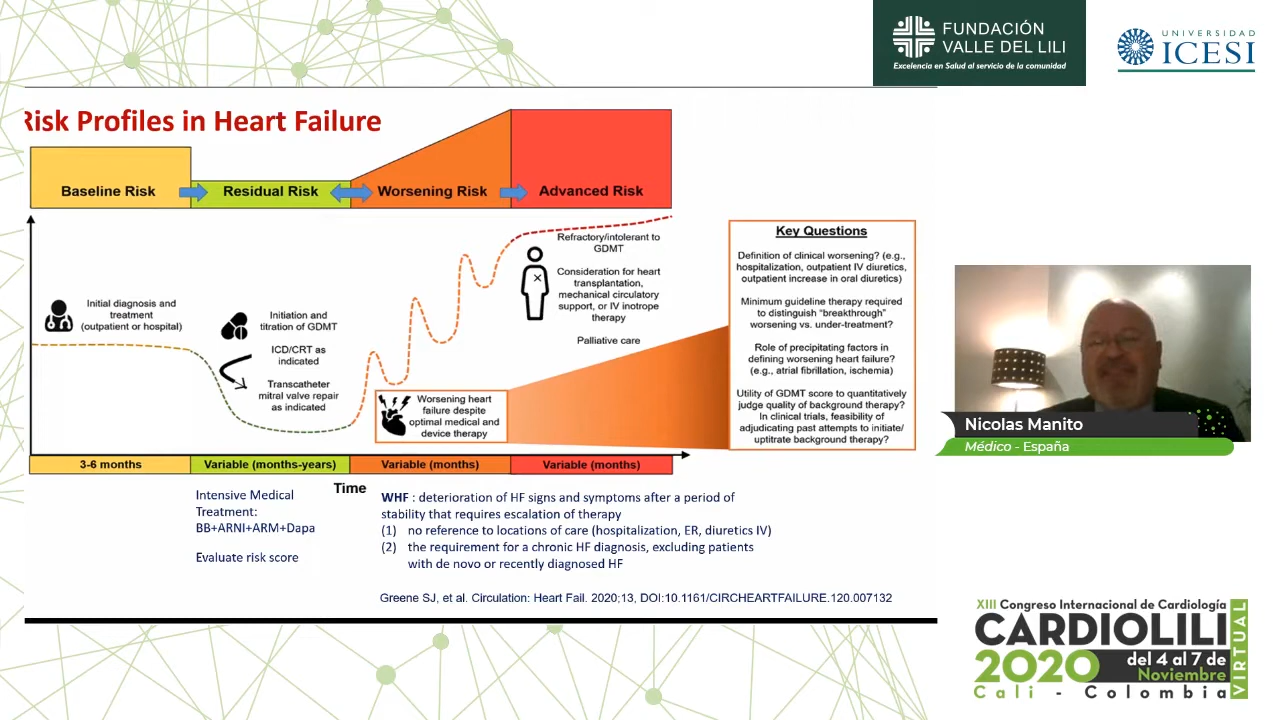 FUNDACIÓN
VALLE DEL LILI
Excelencia en Salud al servicio de la comunidad
UNIVERSIDAD
ICESI
Risk Profiles in Heart Failure
Baseline Risk
Residual Risk
Worsening Risk
Advanced Risk
Initial diagnosis and
treatment
(outpatient or hospital)
Initiation and
titration of GDMT
ICD/CRT as
indicated
Transcatheter
mitral valve repair
as indicated
Worsening heart
failure despite
optimal medical and
device therapy
Refractory/intolerant to
GDMT
Consideration for heart
transplantation,
mechanical circulatory
support, or IV inotrope
therapy
Palliative care
Key Questions
Definition of clinical worsening? (e.g.,
hospitalization, outpatient IV diuretics,
outpatient increase in oral diuretics)
Minimum guideline therapy required
to distinguish “breakthrough”
worsening vs. under-treatment?
Role of precipitating factors in
defining worsening heart failure?
(e.g., atrial fibrillation, ischemia)
Utility of GDMT score to quantitatively
judge quality of background therapy?
In clinical trials, feasibility of
adjudicating past attempts to initiate/
uptitrate background therapy?
3-6 months
Variable (months-years)
Variable (months)
Variable (months)
Time
Intensive Medical
Treatment:
BB+ARNI+ARM+Dapa
Evaluate risk score
WHF : deterioration of HF signs and symptoms after a period of
stability that requires escalation of therapy
(1) no reference to locations of care (hospitalization, ER, diuretics IV)
(2) the requirement for a chronic HF diagnosis, excluding patients
with de novo or recently diagnosed HF
Greene SJ, et al. Circulation: Heart Fail. 2020;13, DOI:10.1161/CIRCHEARTFAILURE.120.007132
Nicolas Manito
Médico - España
XIII Congreso Internacional de Cardiología
CARDIOLILI
2020
del 4 al 7 de
Noviembre
Cali - Colombia
VIRTUAL